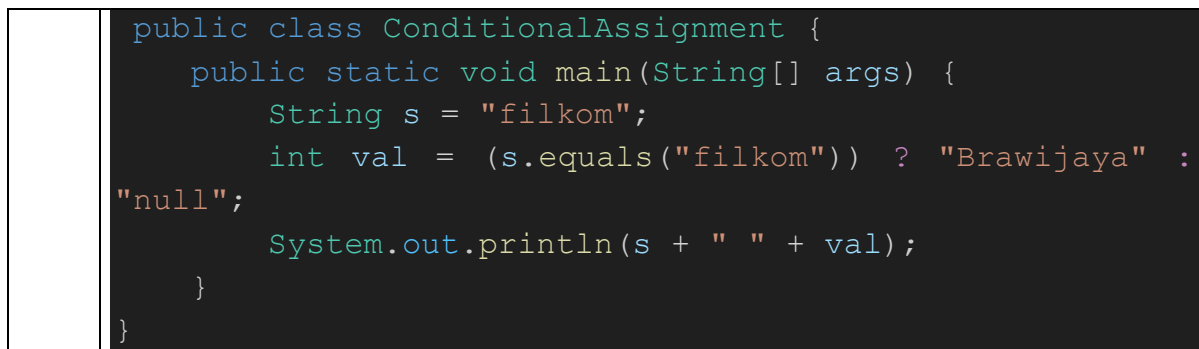 public class ConditionalAssignment {
    public static void main(String[] args) {
        String s = "filkom";
        int val = (s.equals("filkom")) ? "Brawijaya" :
"null";
        System.out.println(s + " " + val);
    }
}